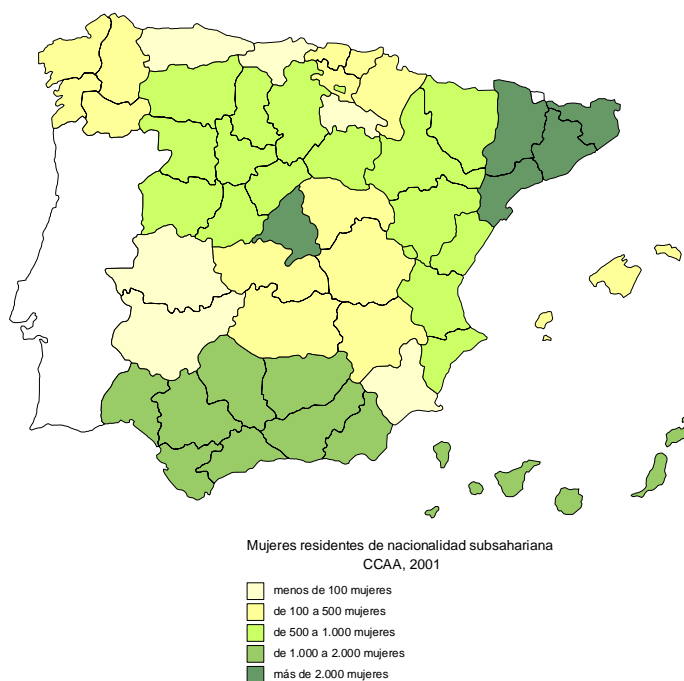 Mujeres residentes de nacionalidad subsahariana
CCAA, 2001
menos de 100 mujeres
de 100 a 500 mujeres
de 500 a 1.000 mujeres
de 1.000 a 2.000 mujeres
más de 2.000 mujeres